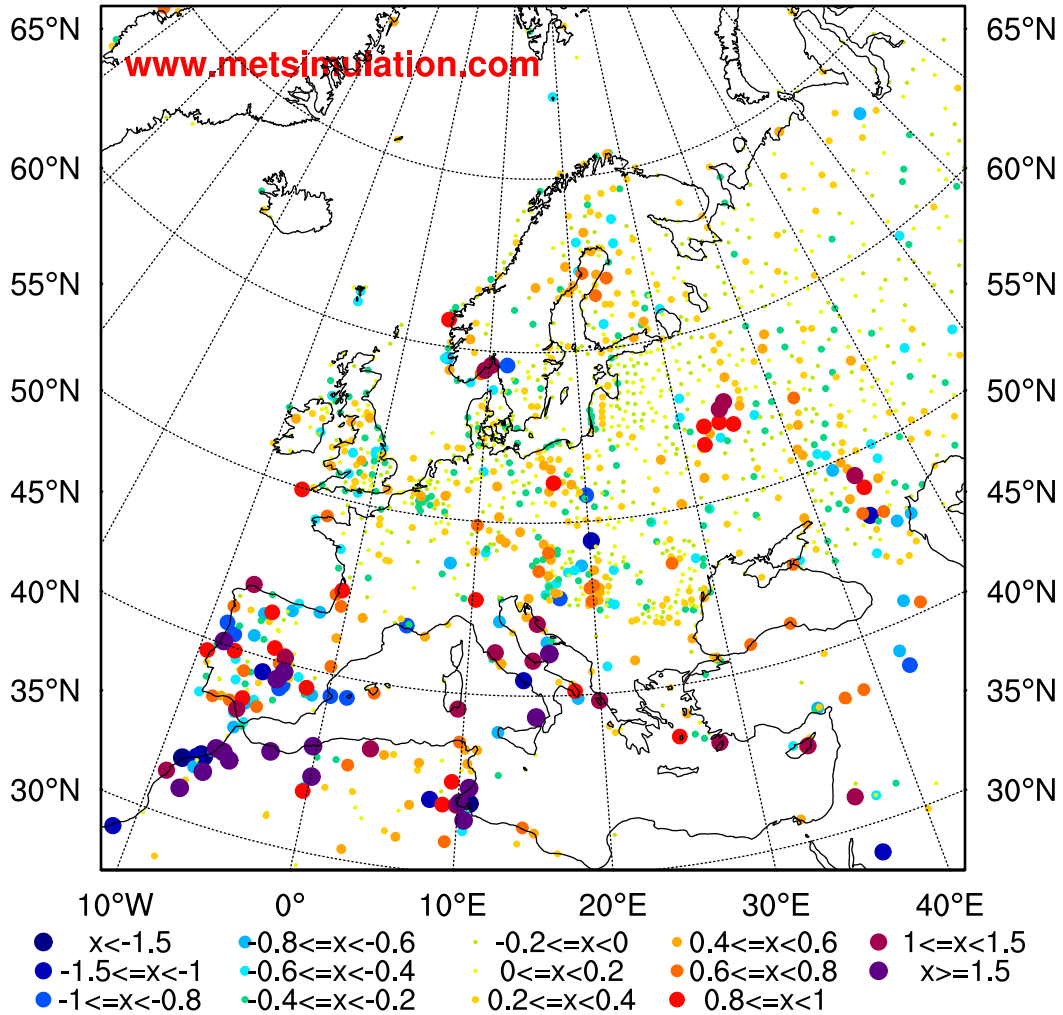 65°N 65°N
www.metsimulation.com
60°N 60°N
55°N 55°N
50°N 50°N
45°N 45°N
40°N 40°N
35°N 35°N
30°N 30°N
10°W 0° 10°E 20°E 30°E 40°E
x<-1.5 -0.8<=x<-0.6 -0.2<=x<0 0.4<=x<0.6 1<=x<1.5
-1.5<=x<-1 -0.6<=x<-0.4 0<=x<0.2 0.6<=x<0.8 x>=1.5
-1<=x<-0.8 -0.4<=x<-0.2 0.2<=x<0.4 0.8<=x<1